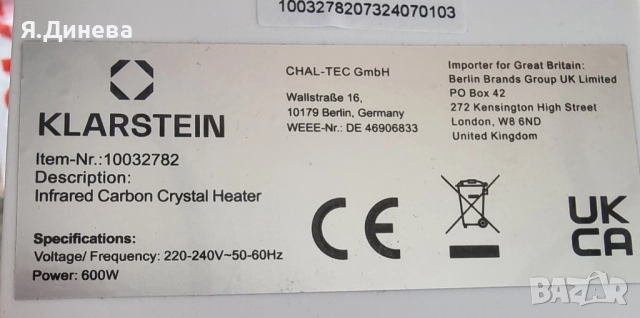 1003278207324070103
Я.Динева
KLARSTEIN
Item-Nr.:10032782
Description:
Infrared Carbon Crystal Heater
Specifications:
Voltage/ Frequency: 220-240V~50-60Hz
Power: 600W
CHAL-TEC GmbH
Wallstraße 16,
10179 Berlin, Germany
WEEE-Nr.: DE 46906833
Importer for Great Britain:
Berlin Brands Group UK Limited
PO Box 42
272 Kensington High Street
London, W8 6ND
United Kingdom
CE
UK
CA
BAZAR